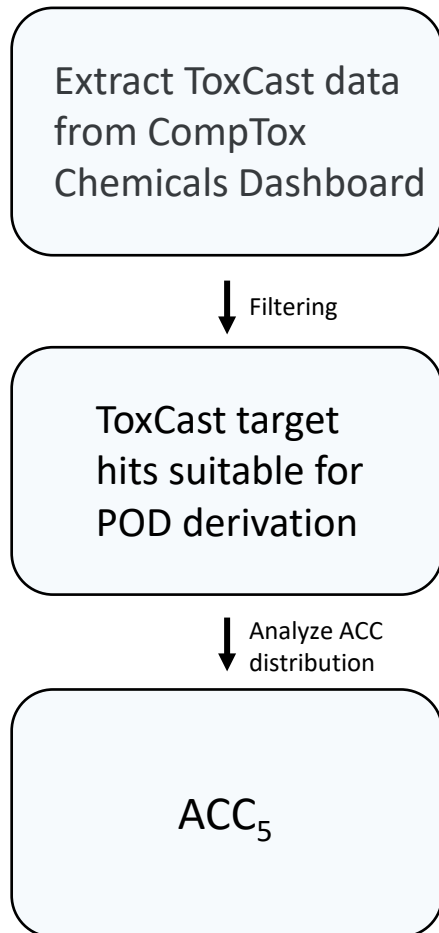 Extract ToxCast data
from CompTox
Chemicals Dashboard
Filtering
ToxCast target
hits suitable for
POD derivation
Analyze ACC
distribution
ACC₅